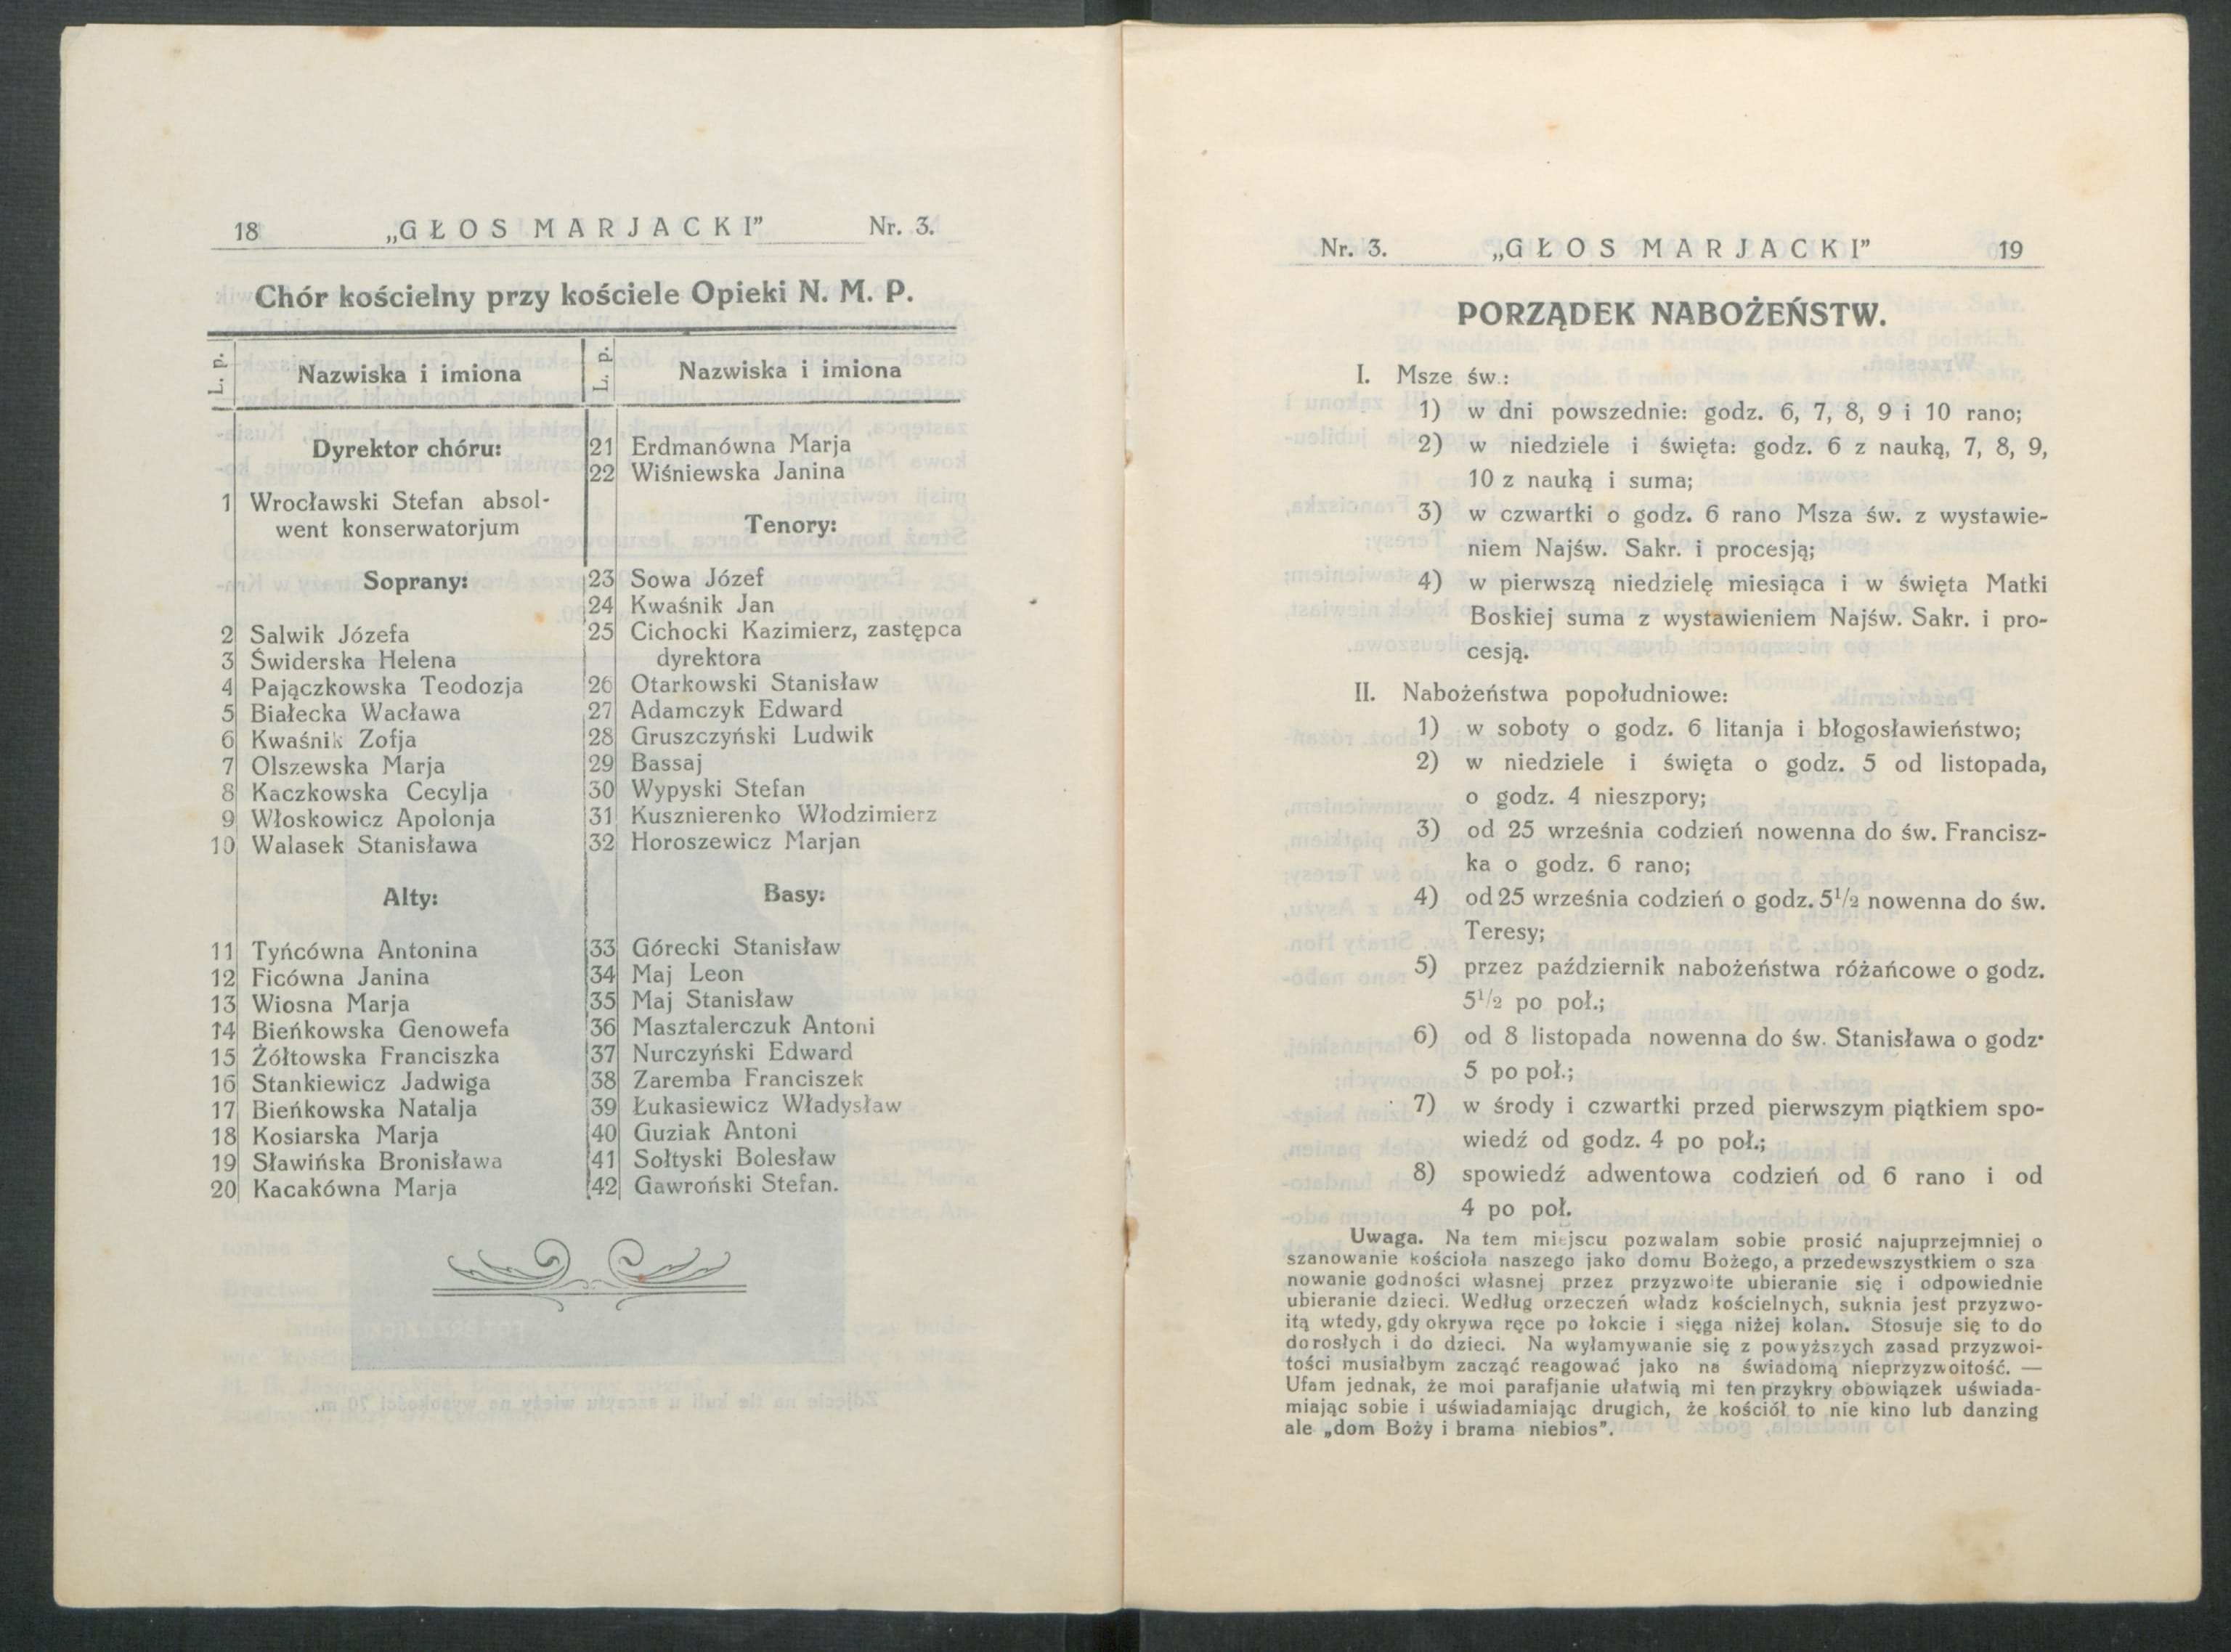 18 „GŁOS MARJACKI” Nr. 3.
Chór kościelny przy kościele Opieki N. M. P.
L. p. Nazwiska i imiona
Dyrektor chóru:
1 Wrocławski Stefan absol-
went konserwatorjum
Soprany:
2 Salwik Józefa
3 Świderska Helena
4 Pajączkowska Teodozja
5 Białecka Wacława
6 Kwaśnik Zofja
7 Olszewska Marja
8 Kaczkowska Cecylja
9 Włoskowicz Apolonja
10 Walasek Stanisława
Alty:
11 Tyńcówna Antonina
12 Ficówna Janina
13 Wiosna Marja
14 Bieńkowska Genowefa
15 Żółtowska Franciszka
16 Stankiewicz Jadwiga
17 Bieńkowska Natalja
18 Kosiarska Marja
19 Sławińska Bronisława
20 Kacakówna Marja
L. p. Nazwiska i imiona
21 Erdmanówna Marja
22 Wiśniewska Janina
Tenory:
23 Sowa Józef
24 Kwaśnik Jan
25 Cichocki Kazimierz, zastępca
dyrektora
26 Otarkowski Stanisław
27 Adamczyk Edward
28 Gruszczyński Ludwik
29 Bassaj
30 Wypyski Stefan
31 Kusznierenko Włodzimierz
32 Horoszewicz Marjan
Basy:
33 Górecki Stanisław
34 Maj Leon
35 Maj Stanisław
36 Masztalerczuk Antoni
37 Nurczyński Edward
38 Zaremba Franciszek
39 Łukasiewicz Władysław
40 Guziak Antoni
41 Sołtyski Bolesław
42 Gawroński Stefan.
Nr. 3. „GŁOS MARJACKI” 19
PORZĄDEK NABOŻEŃSTW.
I. Msze św.:
1) w dni powszednie: godz. 6, 7, 8, 9 i 10 rano;
2) w niedziele i święta: godz. 6 z nauką, 7, 8, 9,
10 z nauką i suma;
3) w czwartki o godz. 6 rano Msza św. z wystawie-
niem Najśw. Sakr. i procesją;
4) w pierwszą niedzielę miesiąca i w święta Matki
Boskiej suma z wystawieniem Najśw. Sakr. i pro-
cesją.
II. Nabożeństwa popołudniowe:
1) w soboty o godz. 6 litanja i błogosławieństwo;
2) w niedziele i święta o godz. 5 od listopada,
o godz. 4 nieszpory;
3) od 25 września codzień nowenna do św. Francisz-
ka o godz. 6 rano;
4) od 25 września codzień o godz. 5½ nowenna do św.
Teresy;
5) przez październik nabożeństwa różańcowe o godz.
5½ po poł.;
6) od 8 listopada nowenna do św. Stanisława o godz·
5 po poł.;
7) w środy i czwartki przed pierwszym piątkiem spo-
wiedź od godz. 4 po poł.;
8) spowiedź adwentowa codzień od 6 rano i od
4 po poł.
Uwaga. Na tem miejscu pozwalam sobie prosić najuprzejmniej o
szanowanie kościoła naszego jako domu Bożego, a przedewszystkiem o sza
nowanie godności własnej przez przyzwoite ubieranie się i odpowiednie
ubieranie dzieci. Według orzeczeń władz kościelnych, suknia jest przyzwo-
itą wtedy, gdy okrywa ręce po łokcie i sięga niżej kolan. Stosuje się to do
dorosłych i do dzieci. Na wyłamywanie się z powyższych zasad przyzwoi-
tości musiałbym zacząć reagować jako na świadomą nieprzyzwoitość. —
Ufam jednak, że moi parafjanie ułatwią mi ten przykry obowiązek uświada-
miając sobie i uświadamiając drugich, że kościół to nie kino lub danzing
ale „dom Boży i brama niebios”.